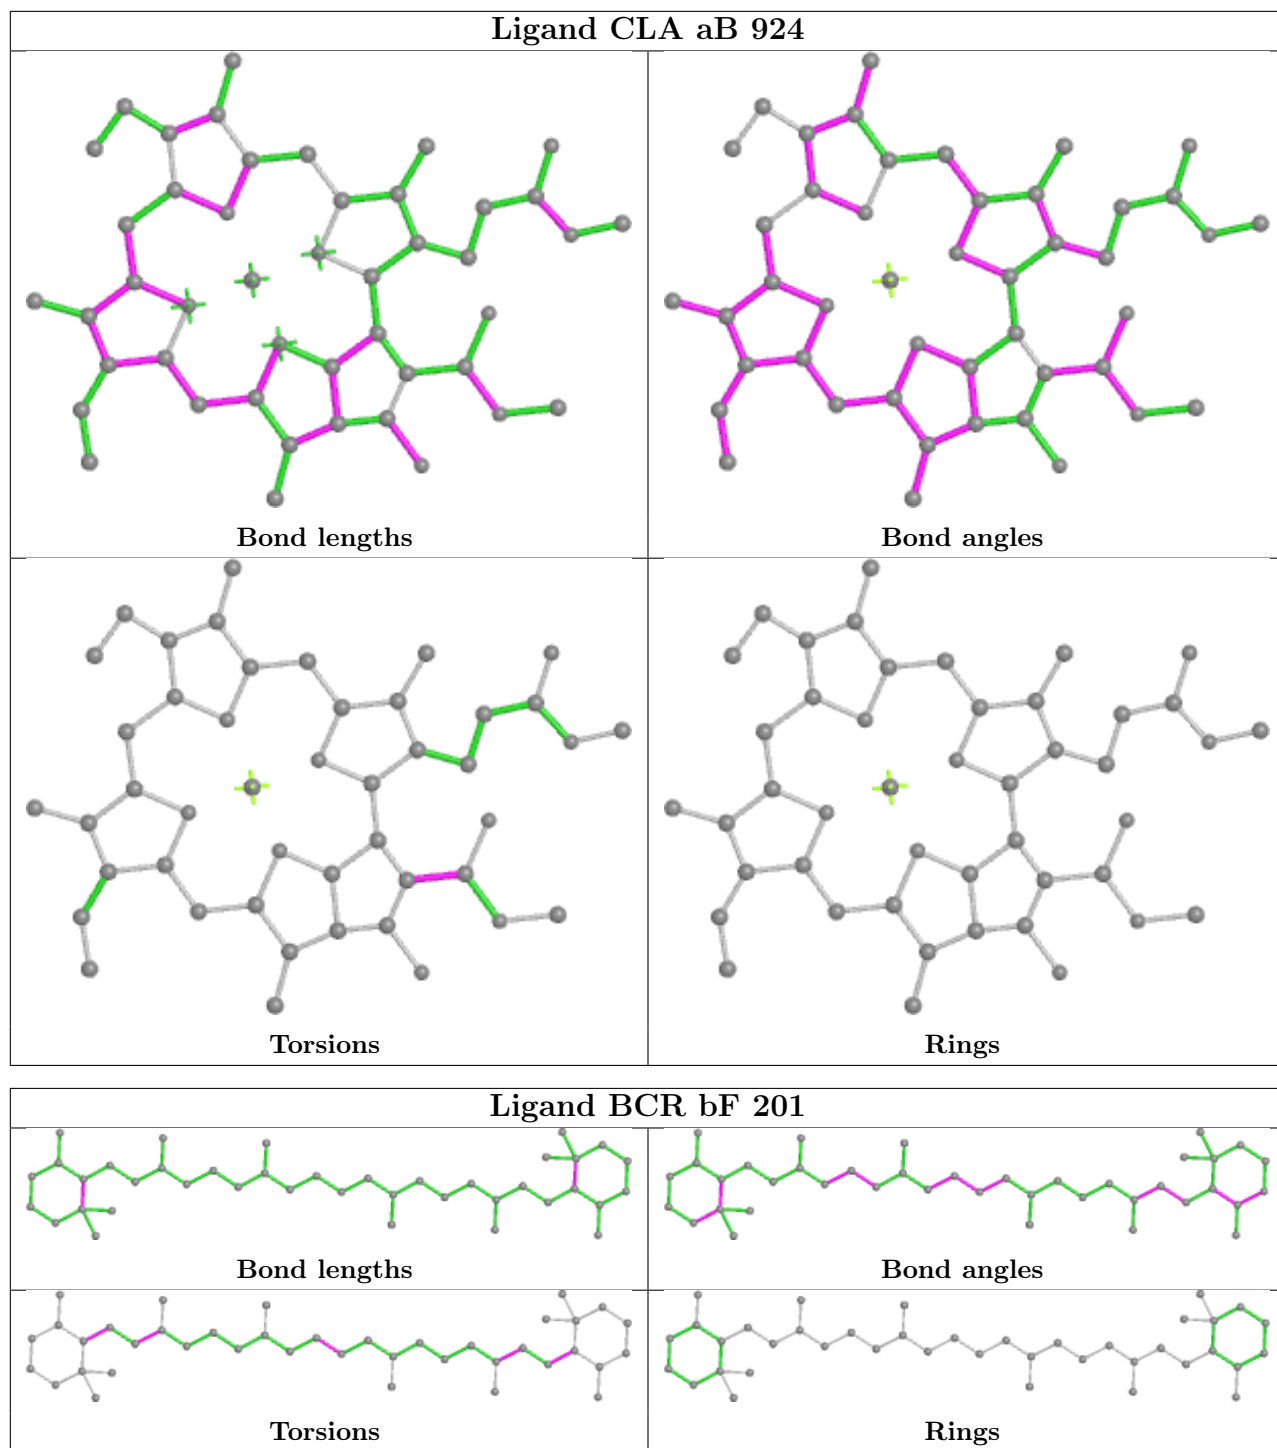 Ligand CLA aB 924
Bond lengths
Bond angles
Torsions
Rings
Ligand BCR bF 201
Bond lengths
Bond angles
Torsions
Rings